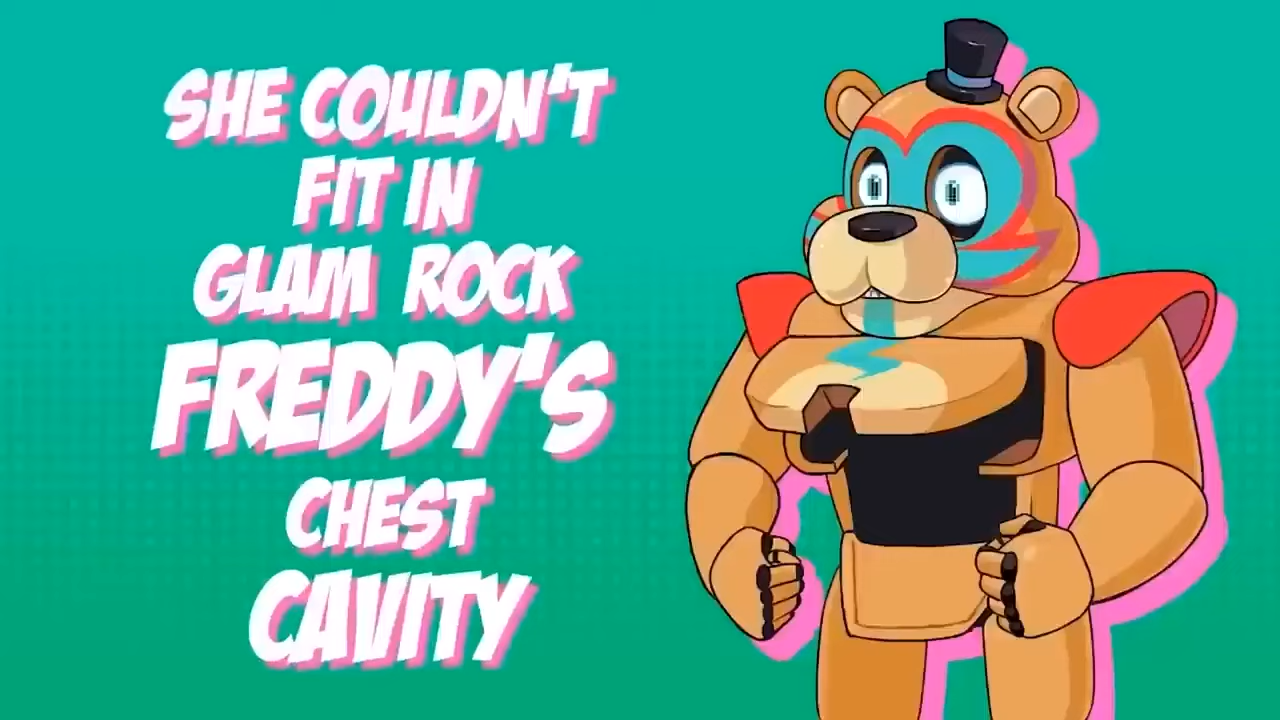 SHE COULDN'T
FIT IN
GLAM ROCK
FREDDY'S
CHEST
CAVITY